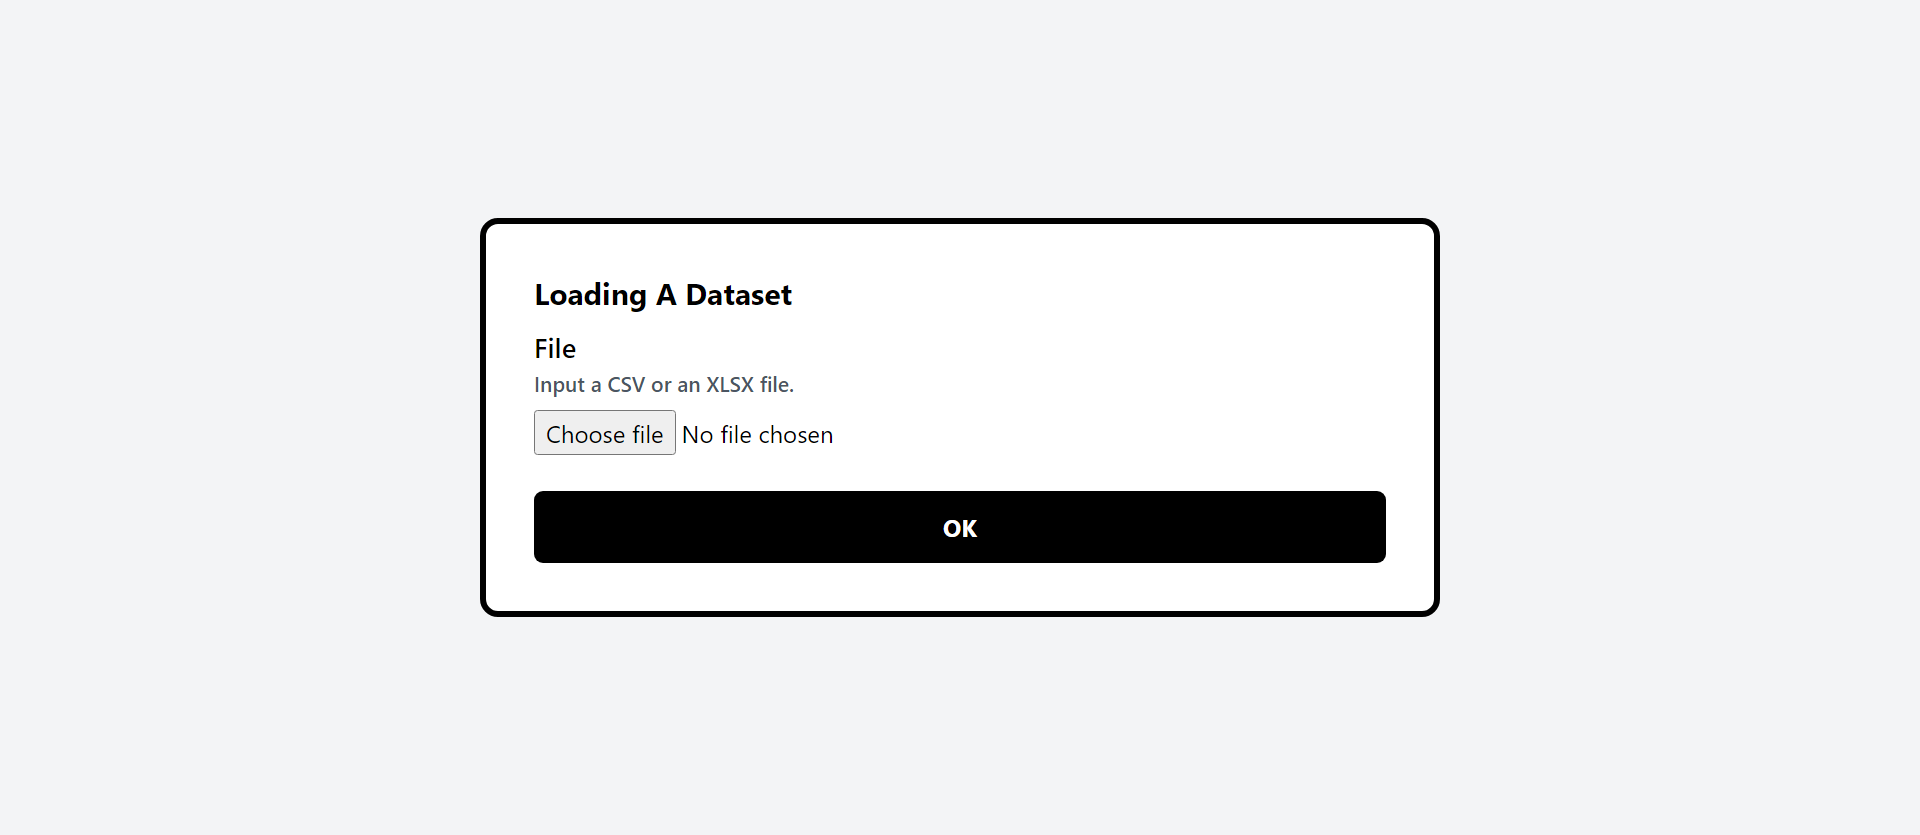 Loading A Dataset
File
Input a CSV or an XLSX file.
Choose file No file chosen
OK